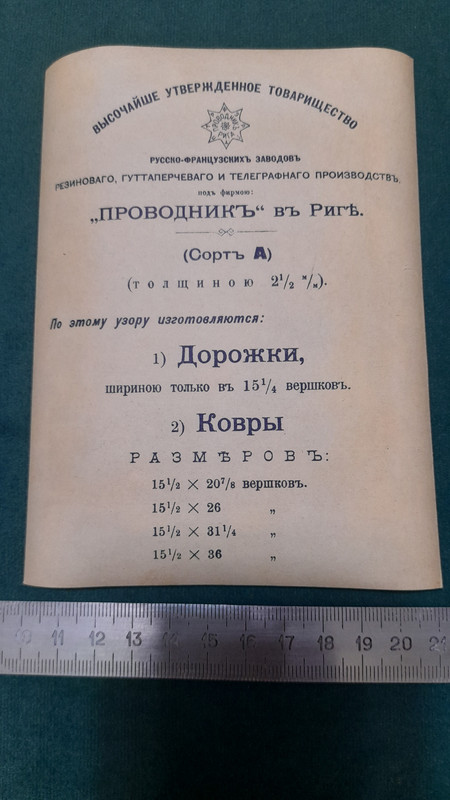 ВЫСОЧАЙШЕ УТВЕРЖДЕННОЕ ТОВАРИЩЕСТВО
ПРОВОДНИКЪ
РИГА
РУССКО-ФРАНЦУЗСКИХЪ ЗАВОДОВЪ
РЕЗИНОВАГО, ГУТТАПЕРЧЕВАГО И ТЕЛЕГРАФНАГО ПРОИЗВОДСТВЪ,
подъ фирмою:
„ПРОВОДНИКЪ“ въ Ригѣ.
(Сортъ А)
(толщиною 2¹/₂ м/м).
По этому узору изготовляются:
1) Дорожки,
шириною только въ 15¹/₄ вершковъ.
2) Ковры
РАЗМѢРОВЪ:
15¹/₂ × 20⁷/₈ вершковъ.
15¹/₂ × 26 „
15¹/₂ × 31¹/₄ „
15¹/₂ × 36 „
10 11 12 13 14 15 16 17 18 19 20 21